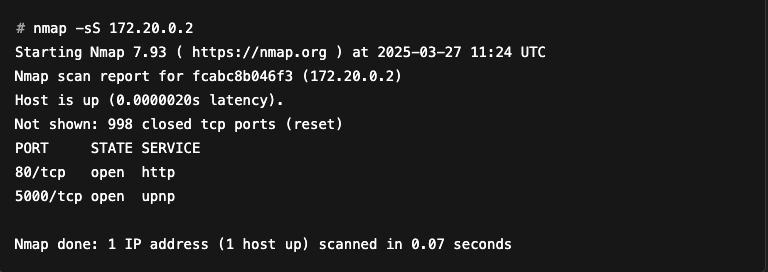 # nmap -sS 172.20.0.2
Starting Nmap 7.93 ( https://nmap.org ) at 2025-03-27 11:24 UTC
Nmap scan report for fcabc8b046f3 (172.20.0.2)
Host is up (0.0000020s latency).
Not shown: 998 closed tcp ports (reset)
PORT     STATE SERVICE
80/tcp   open  http
5000/tcp open  upnp
Nmap done: 1 IP address (1 host up) scanned in 0.07 seconds